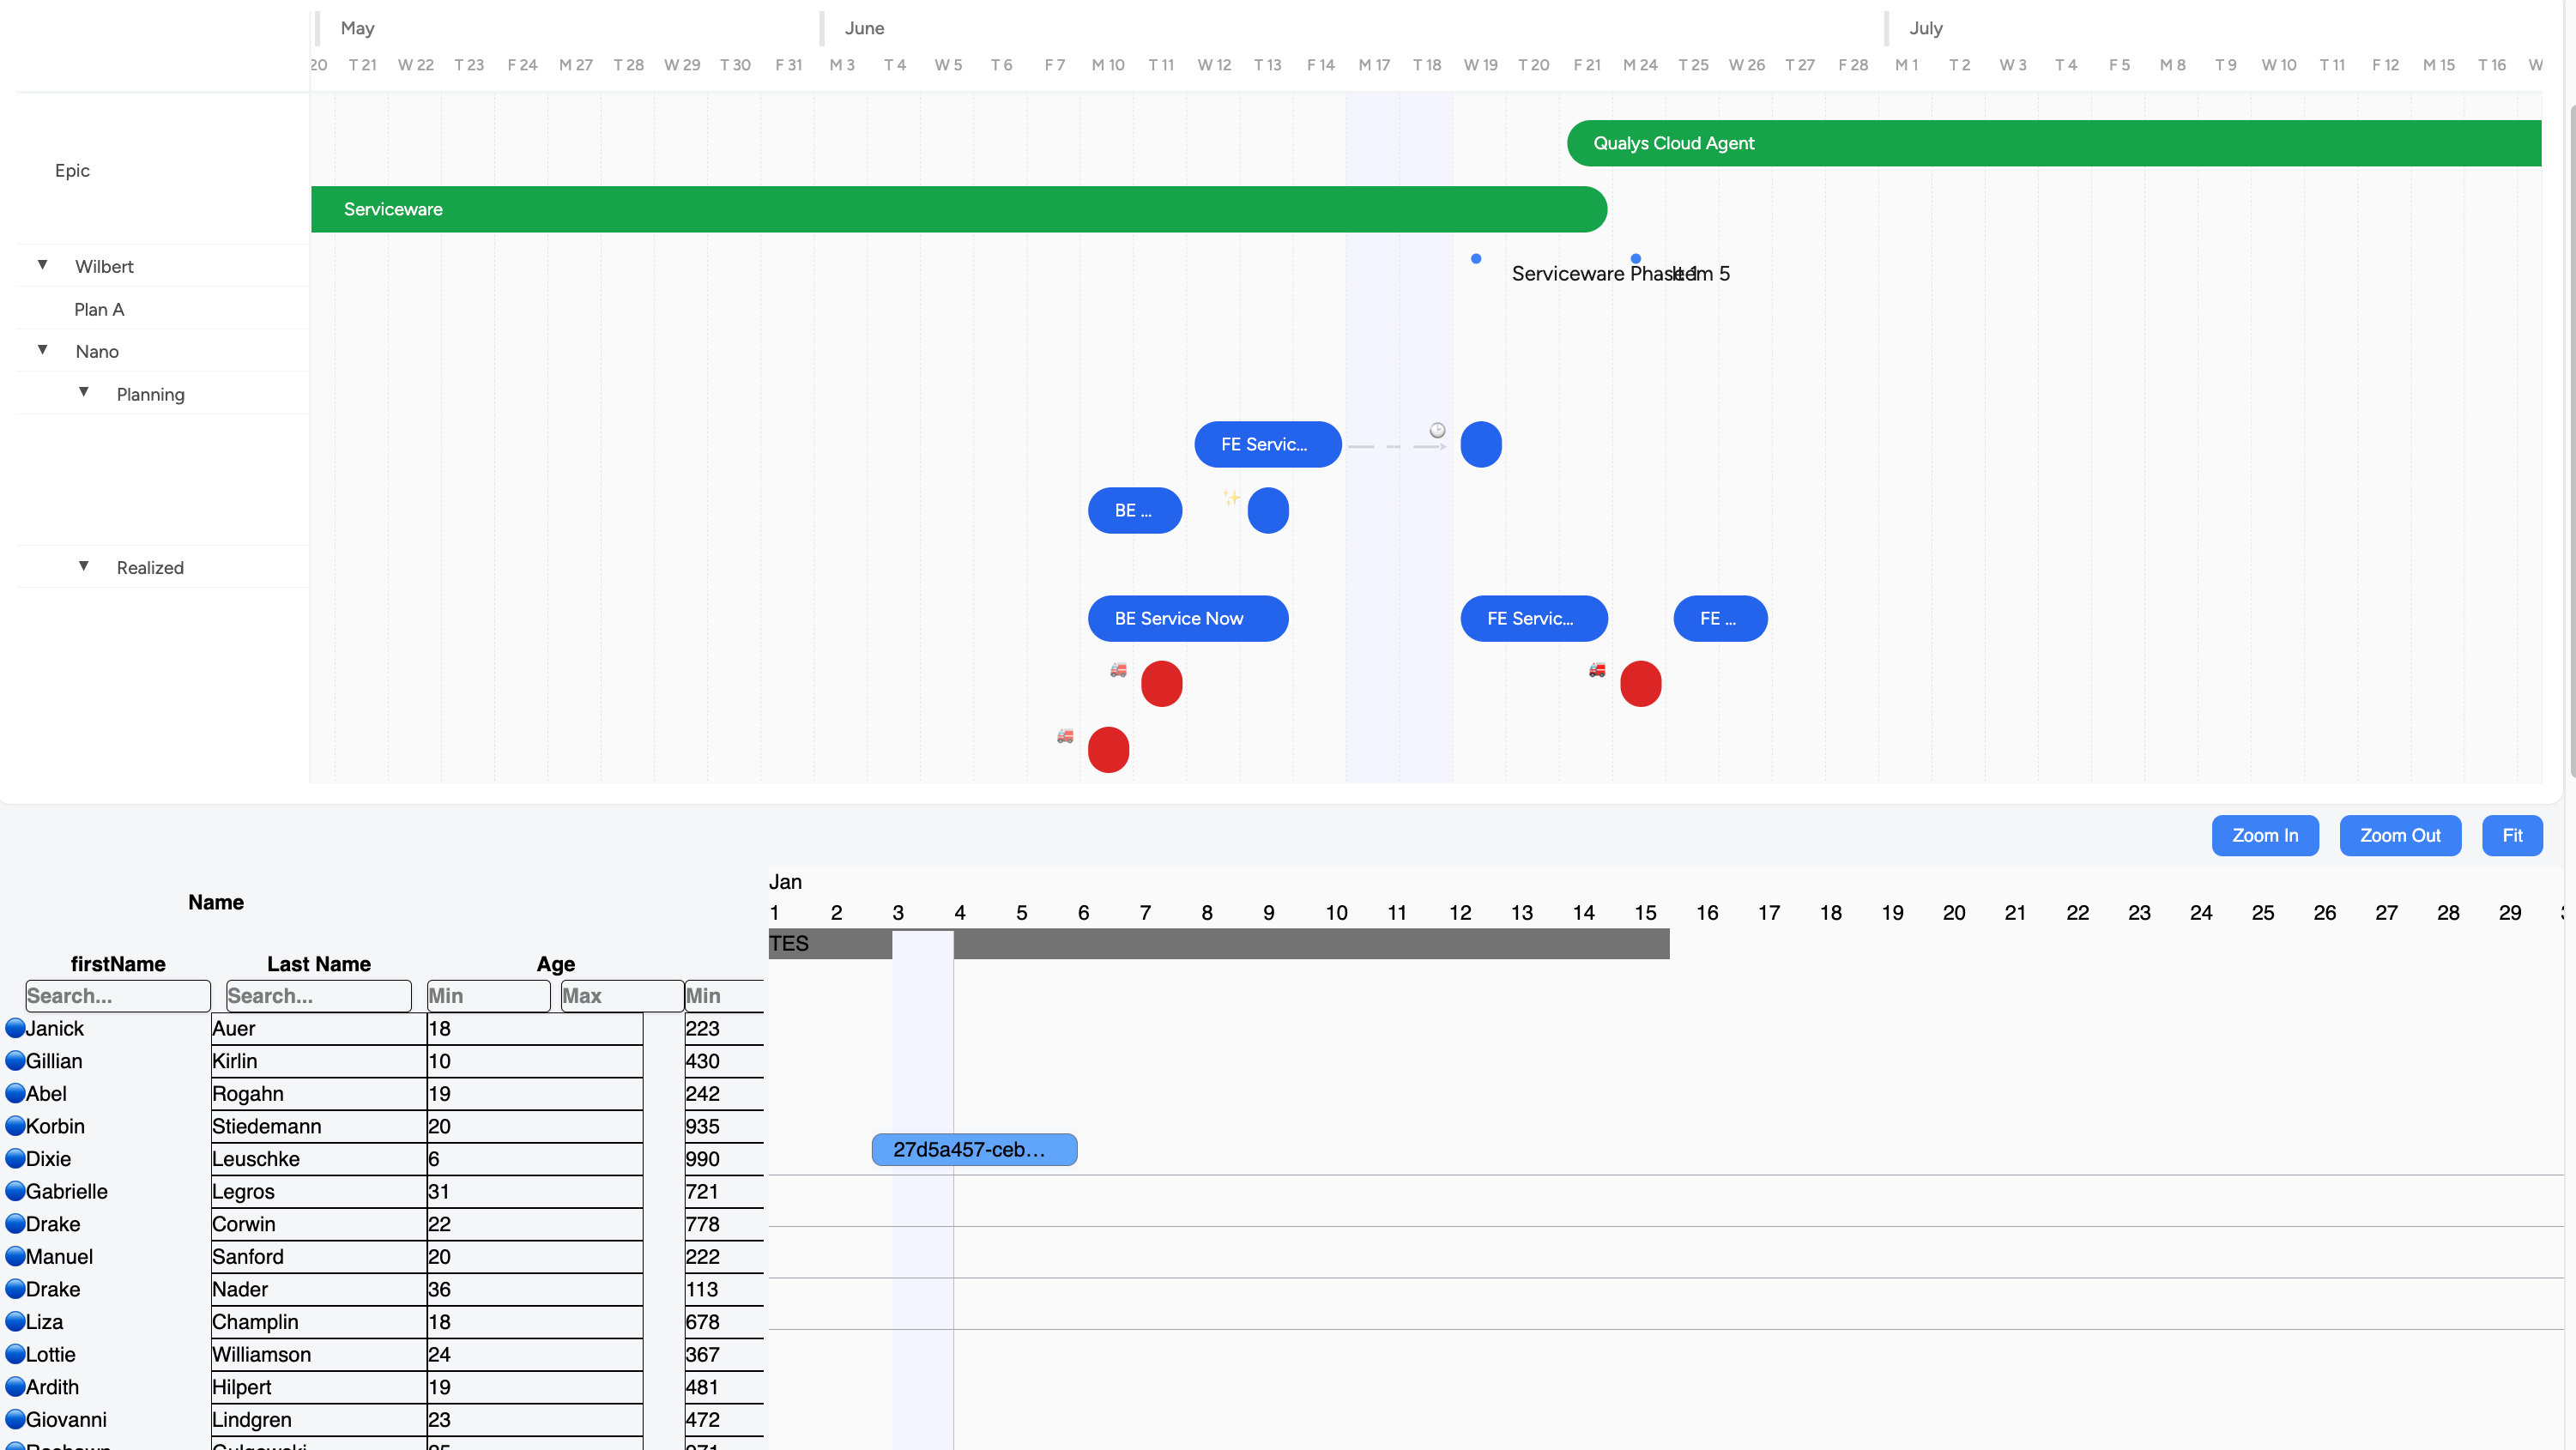 May June July
20 T 21 W 22 T 23 F 24 M 27 T 28 W 29 T 30 F 31 M 3 T 4 W 5 T 6 F 7 M 10 T 11 W 12 T 13 F 14 M 17 T 18 W 19 T 20 F 21 M 24 T 25 W 26 T 27 F 28 M 1 T 2 W 3 T 4 F 5 M 8 T 9 W 10 T 11 F 12 M 15 T 16 W
Qualys Cloud Agent
Epic
Serviceware
Wilbert
Serviceware Phase 1 Item 5
Plan A
Nano
Planning
FE Servic...
BE ...
Realized
BE Service Now FE Servic... FE ...
Zoom In Zoom Out Fit
Jan
Name
1 2 3 4 5 6 7 8 9 10 11 12 13 14 15 16 17 18 19 20 21 22 23 24 25 26 27 28 29
TES
firstName Last Name Age
Search... Search... Min Max Min
Janick Auer 18 223
Gillian Kirlin 10 430
Abel Rogahn 19 242
Korbin Stiedemann 20 935
27d5a457-ceb...
Dixie Leuschke 6 990
Gabrielle Legros 31 721
Drake Corwin 22 778
Manuel Sanford 20 222
Drake Nader 36 113
Liza Champlin 18 678
Lottie Williamson 24 367
Ardith Hilpert 19 481
Giovanni Lindgren 23 472